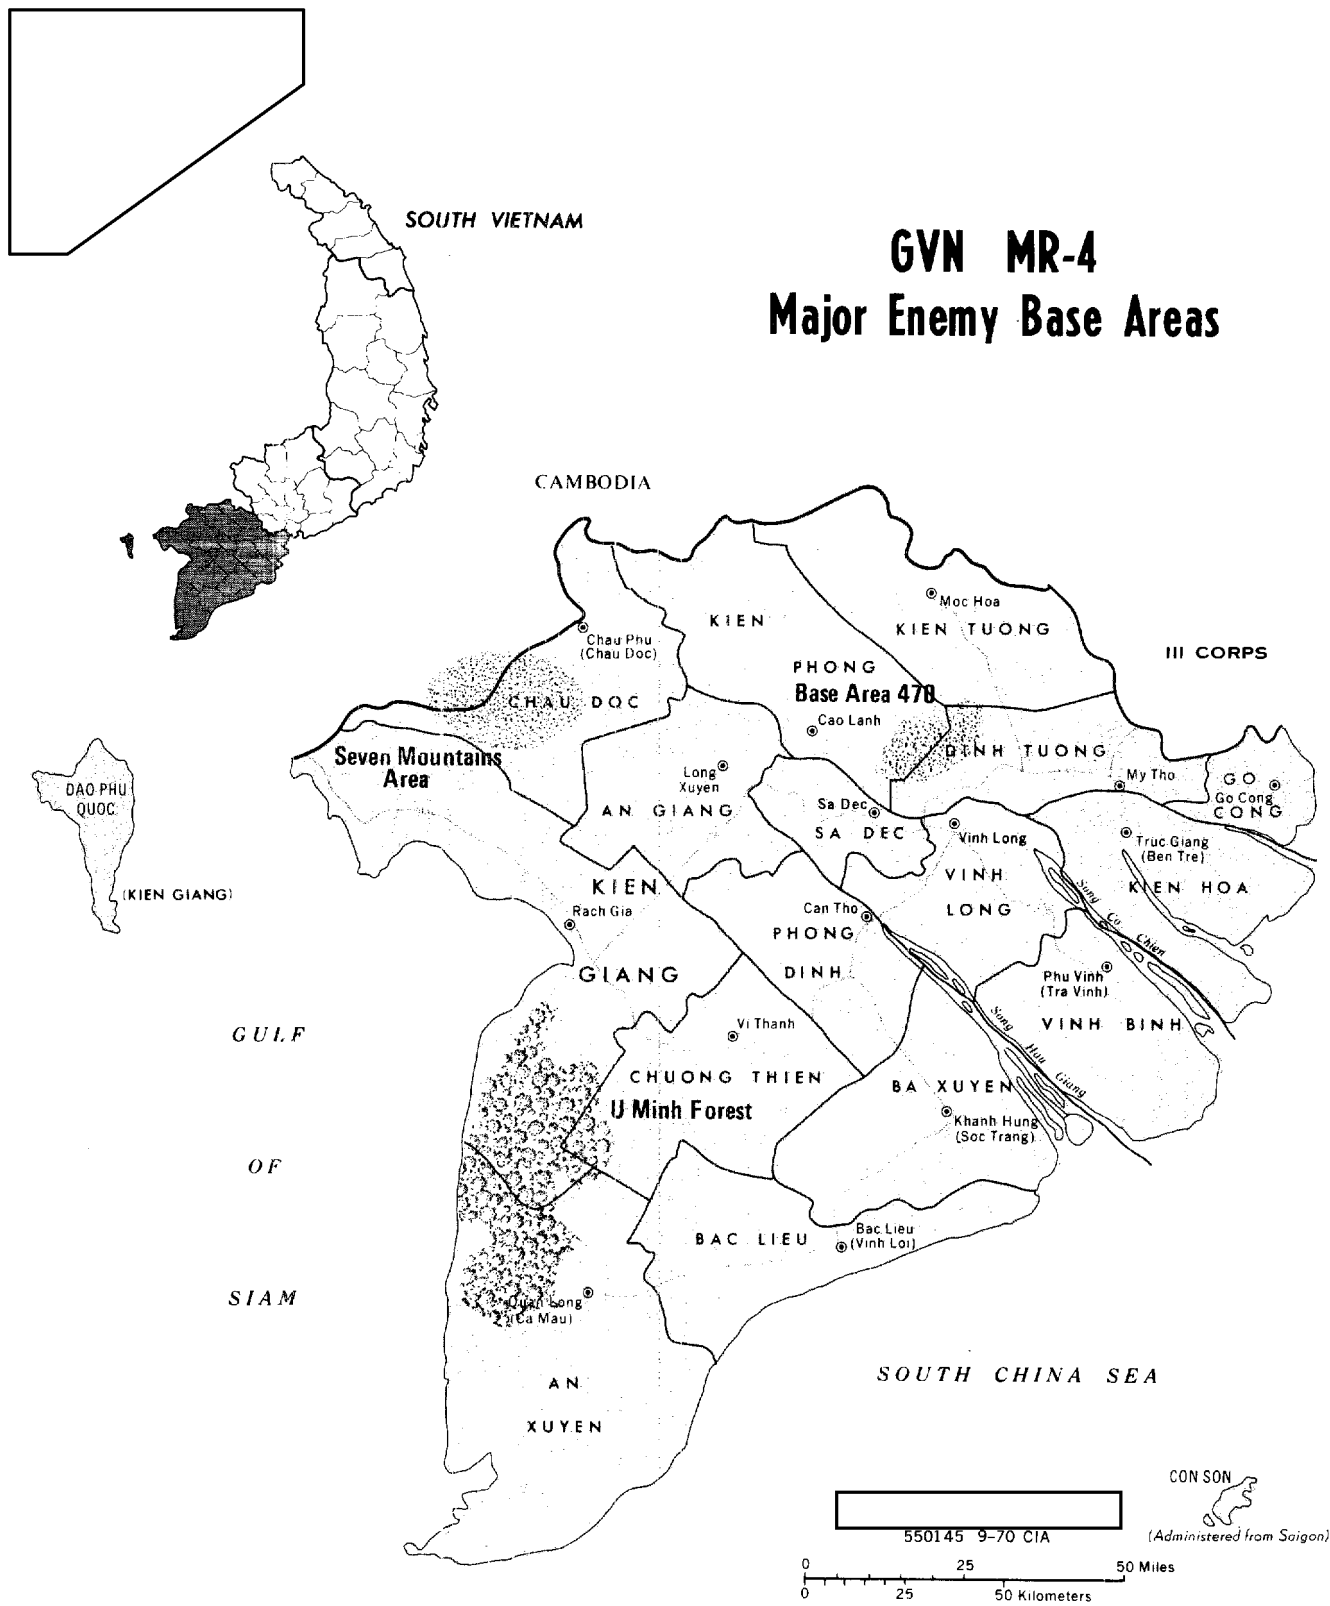 SOUTH VIETNAM
GVN MR-4
Major Enemy Base Areas
CAMBODIA
Moc Hoa
KIEN TUONG
KIEN
PHONG
Chau Phu
(Chau Doc)
III CORPS
Base Area 470
CHAU DOC
Cao Lanh
DINH TUONG
Seven Mountains
Area
Long
Xuyen
My Tho
GO
Go Cong
CONG
DAO PHU
QUOC
AN GIANG
Sa Dec
SA DEC
Vinh Long
Truc Giang
(Ben Tre)
VINH
LONG
KIEN HOA
(KIEN GIANG)
KIEN
Rach Gia
GIANG
Can Tho
PHONG
DINH
Song Co Chien
Phu Vinh
(Tra Vinh)
VINH BINH
Song Hau Giang
GULF
OF
SIAM
Vi Thanh
CHUONG THIEN
U Minh Forest
BA XUYEN
Khanh Hung
(Soc Trang)
BAC LIEU
Bac Lieu
(Vinh Loi)
Quan Long
(Ca Mau)
AN
XUYEN
SOUTH CHINA SEA
CON SON
(Administered from Saigon)
550145 9-70 CIA
0 25 50 Miles
0 25 50 Kilometers